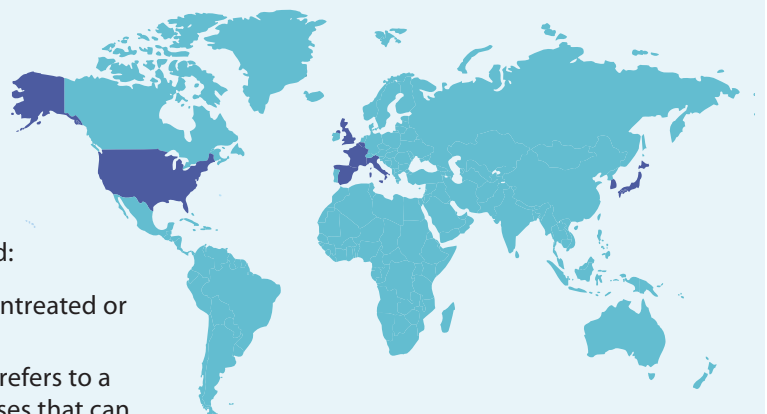 d:
ntreated or
refers to a
ses that can